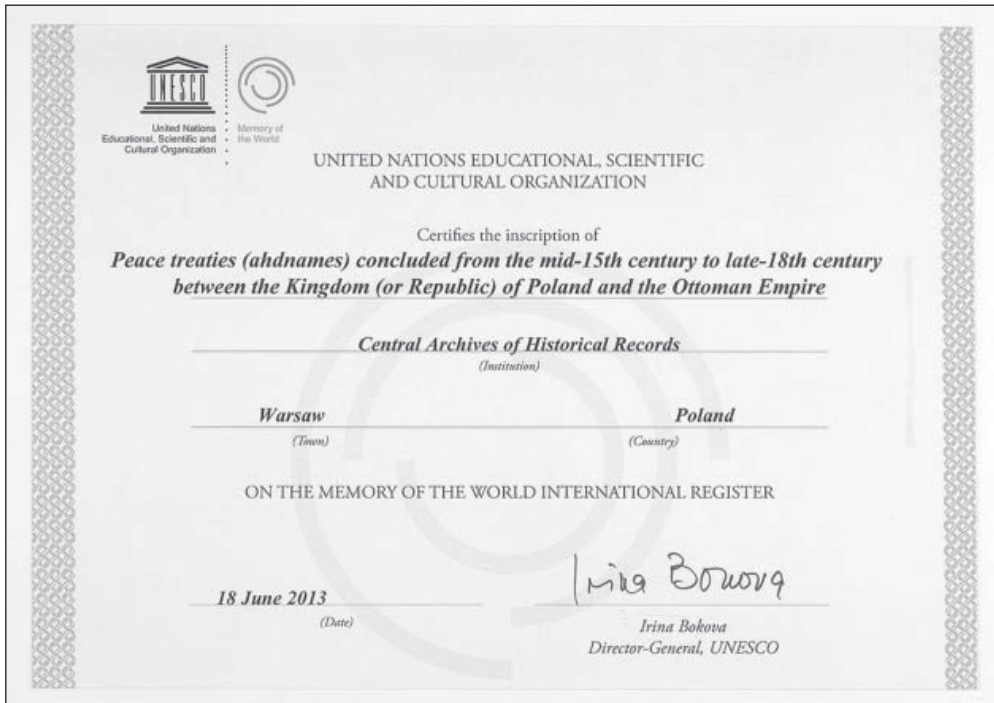 UNESCO
United Nations
Educational, Scientific and
Cultural Organization
Memory of
the World
UNITED NATIONS EDUCATIONAL, SCIENTIFIC
AND CULTURAL ORGANIZATION
Certifies the inscription of
Peace treaties (ahdnames) concluded from the mid-15th century to late-18th century
between the Kingdom (or Republic) of Poland and the Ottoman Empire
Central Archives of Historical Records
(Institution)
Warsaw Poland
(Town) (Country)
ON THE MEMORY OF THE WORLD INTERNATIONAL REGISTER
Irina Bokova
18 June 2013
(Date)
Irina Bokova
Director-General, UNESCO